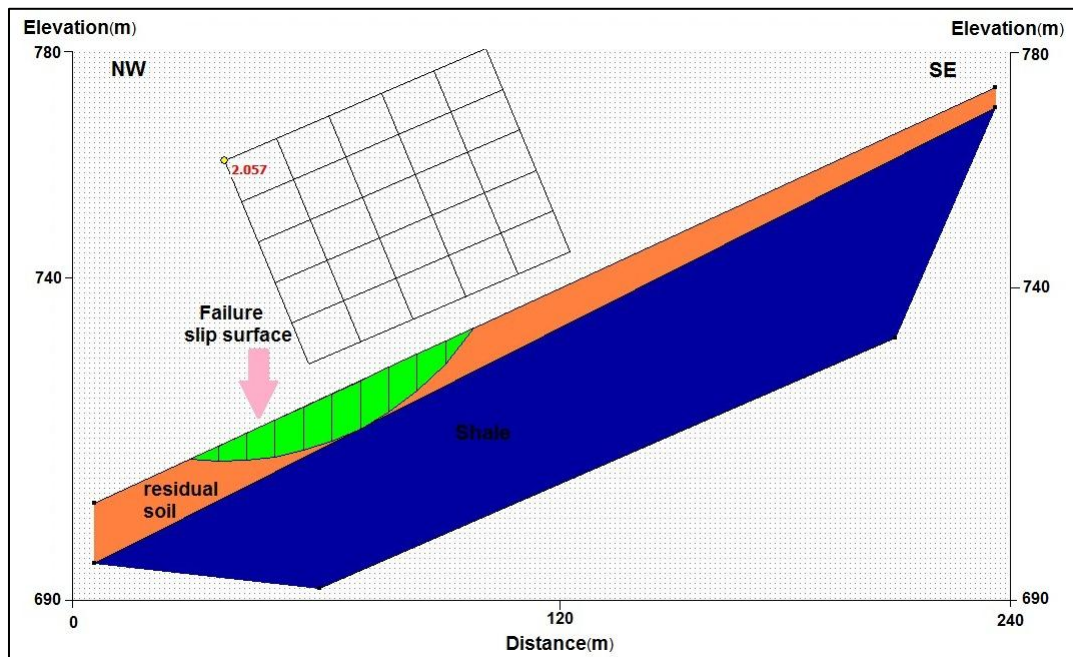 Elevation(m)
Elevation(m)
780
780
NW
SE
2.057
740
740
Failure
slip surface
Shale
residual
soil
690
690
0
120
240
Distance(m)